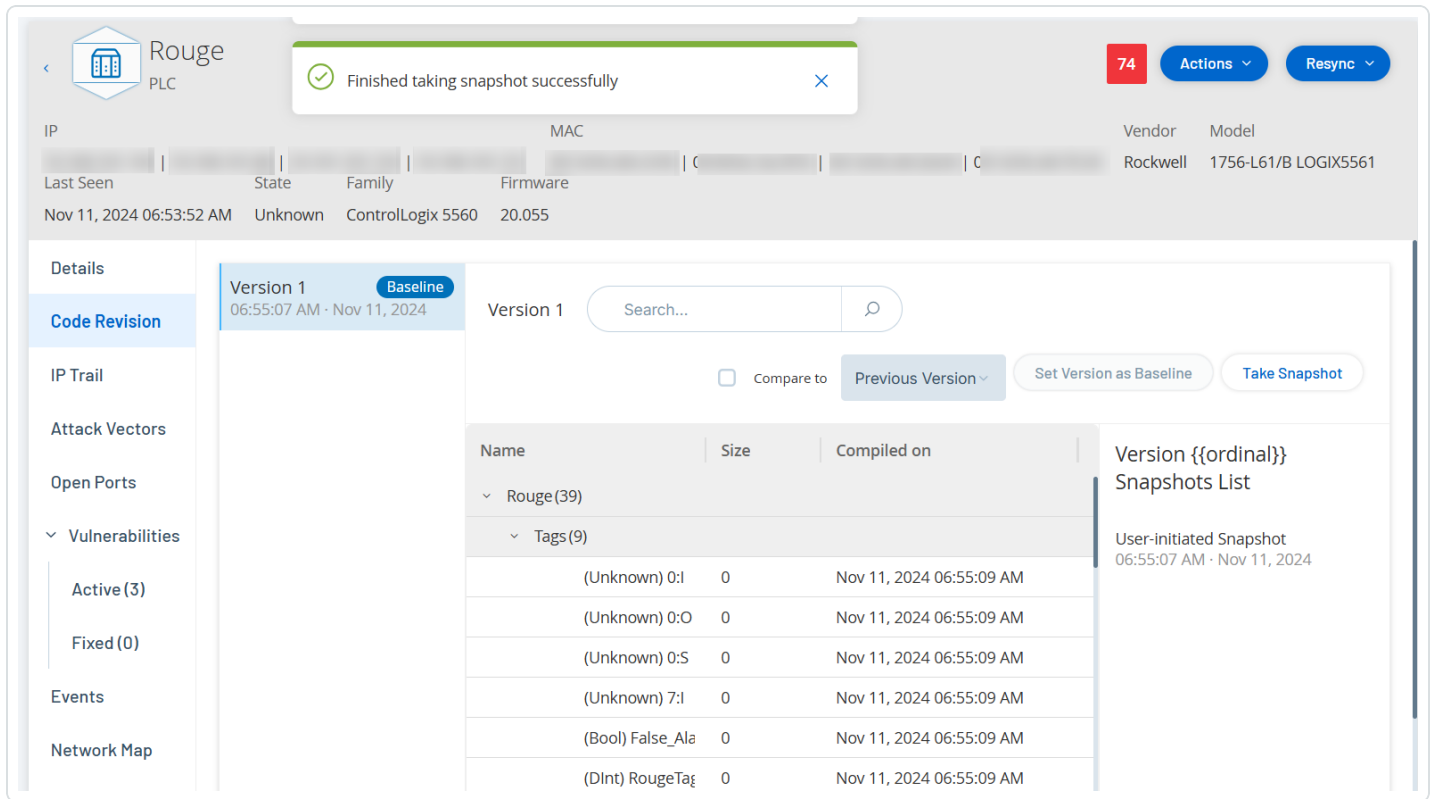 Rouge
PLC
Finished taking snapshot successfully
74
Actions
Resync
IP
MAC
Vendor
Model
Rockwell
1756-L61/B LOGIX5561
Last Seen
State
Family
Firmware
Nov 11, 2024 06:53:52 AM
Unknown
ControlLogix 5560
20.055
Details
Code Revision
IP Trail
Attack Vectors
Open Ports
Vulnerabilities
Active (3)
Fixed (0)
Events
Network Map
Version 1
Baseline
06:55:07 AM · Nov 11, 2024
Version 1
Search...
Compare to
Previous Version
Set Version as Baseline
Take Snapshot
Name Size Compiled on
Rouge (39)
Tags (9)
(Unknown) 0:I 0 Nov 11, 2024 06:55:09 AM
(Unknown) 0:O 0 Nov 11, 2024 06:55:09 AM
(Unknown) 0:S 0 Nov 11, 2024 06:55:09 AM
(Unknown) 7:I 0 Nov 11, 2024 06:55:09 AM
(Bool) False_Ala 0 Nov 11, 2024 06:55:09 AM
(DInt) RougeTag 0 Nov 11, 2024 06:55:09 AM
Version {{ordinal}}
Snapshots List
User-initiated Snapshot
06:55:07 AM · Nov 11, 2024